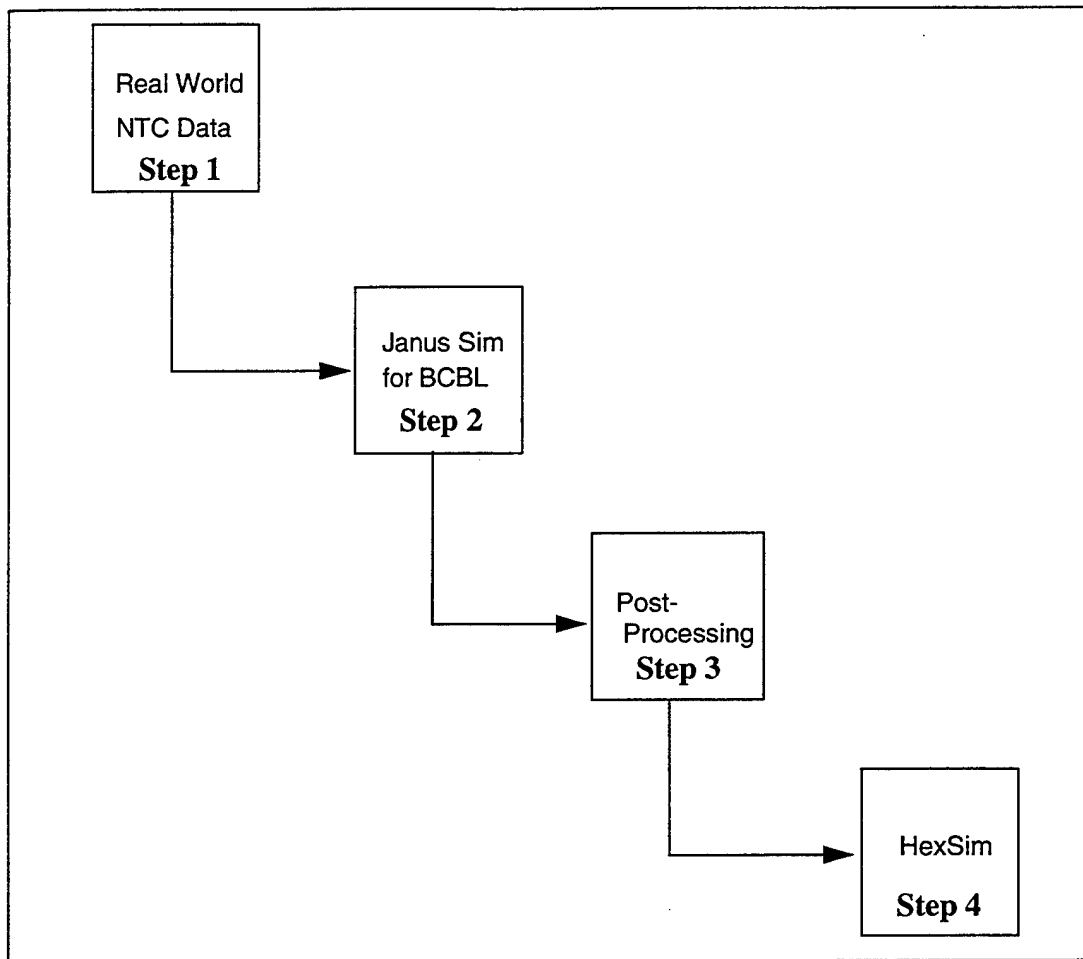 Real World
NTC Data
Step 1
Janus Sim
for BCBL
Step 2
Post-
Processing
Step 3
HexSim
Step 4